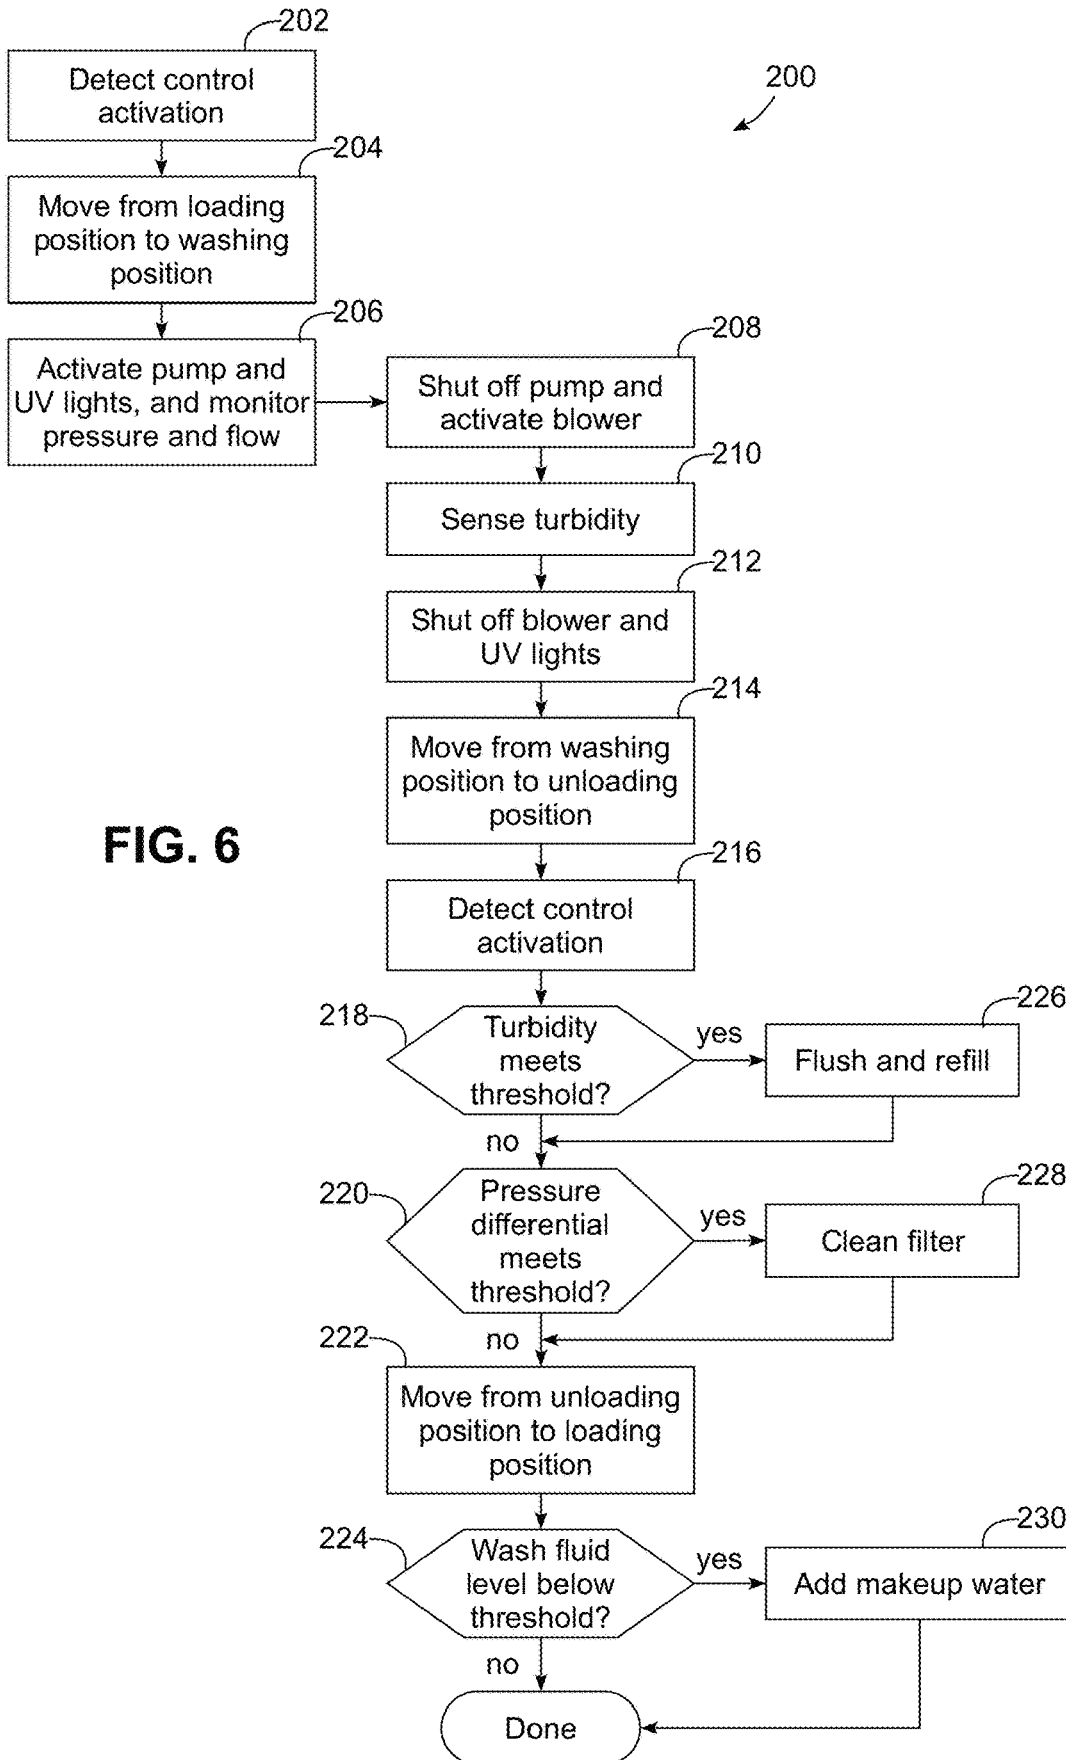 202
Detect control
activation
200
204
Move from loading
position to washing
position
206
Activate pump and
UV lights, and monitor
pressure and flow
208
Shut off pump and
activate blower
210
Sense turbidity
212
Shut off blower and
UV lights
214
Move from washing
position to unloading
position
FIG. 6
216
Detect control
activation
218
Turbidity
meets
threshold?
yes
226
Flush and refill
no
220
Pressure
differential
meets
threshold?
yes
228
Clean filter
no
222
Move from unloading
position to loading
position
224
Wash fluid
level below
threshold?
yes
230
Add makeup water
no
Done